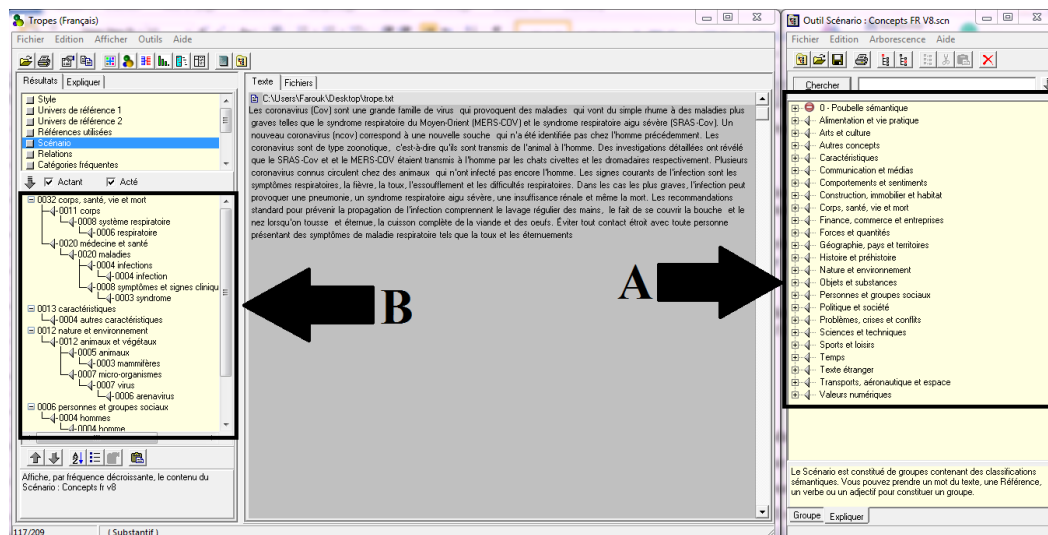 Tropes (Français)
Fichier Edition Afficher Outils Aide
Résultats Expliquer
Style
Univers de référence 1
Univers de référence 2
Références utilisées
Scénario
Relations
Catégories fréquentes
Actant Acté
0032 corps, santé, vie et mort
0011 corps
0008 système respiratoire
0006 respiratoire
0020 médecine et santé
0020 maladies
0004 infections
0004 infection
0008 symptômes et signes cliniqu
0003 syndrome
0013 caractéristiques
0004 autres caractéristiques
0012 nature et environnement
0012 animaux et végétaux
0005 animaux
0003 mammifères
0007 micro-organismes
0007 virus
0006 arenavirus
0006 personnes et groupes sociaux
0004 hommes
0004 homme
Affiche, par fréquence décroissante, le contenu du
Scénario : Concepts fr v8
117/209 (Substantif)
Texte Fichiers
C:\Users\Farouk\Desktop\trope.txt
Les coronavirus (Cov) sont une grande famille de virus qui provoquent des maladies qui vont du simple rhume à des maladies plus
graves telles que le syndrome respiratoire du Moyen-Orient (MERS-COV) et le syndrome respiratoire aigu sévère (SRAS-Cov). Un
nouveau coronavirus (ncov) correspond à une nouvelle souche qui n'a été identifiée pas chez l'homme précédemment. Les
coronavirus sont de type zoonotique, c'est-à-dire qu'ils sont transmis de l'animal à l'homme. Des investigations détaillées ont révélé
que le SRAS-Cov et et le MERS-COV étaient transmis à l'homme par les chats civettes et les dromadaires respectivement. Plusieurs
coronavirus connus circulent chez des animaux qui n'ont infecté pas encore l'homme. Les signes courants de l'infection sont les
symptômes respiratoires, la fièvre, la toux, l'essoufflement et les difficultés respiratoires. Dans les cas les plus graves, l'infection peut
provoquer une pneumonie, un syndrome respiratoire aigu sévère, une insuffisance rénale et même la mort. Les recommandations
standard pour prévenir la propagation de l'infection comprennent le lavage régulier des mains, le fait de se couvrir la bouche et le
nez lorsqu'on tousse et éternue, la cuisson complète de la viande et des oeufs. Éviter tout contact étroit avec toute personne
présentant des symptômes de maladie respiratoire tels que la toux et les éternuements
B
A
Outil Scénario : Concepts FR V8.scn
Fichier Edition Arborescence Aide
Chercher
0 - Poubelle sémantique
Alimentation et vie pratique
Arts et culture
Autres concepts
Caractéristiques
Communication et médias
Comportements et sentiments
Construction, immobilier et habitat
Corps, santé, vie et mort
Finance, commerce et entreprises
Forces et quantités
Géographie, pays et territoires
Histoire et préhistoire
Nature et environnement
Objets et substances
Personnes et groupes sociaux
Politique et société
Problèmes, crises et conflits
Sciences et techniques
Sports et loisirs
Temps
Texte étranger
Transports, aéronautique et espace
Valeurs numériques
Le Scénario est constitué de groupes contenant des classifications
sémantiques. Vous pouvez prendre un mot du texte, une Référence,
un verbe ou un adjectif pour constituer un groupe.
Groupe Expliquer